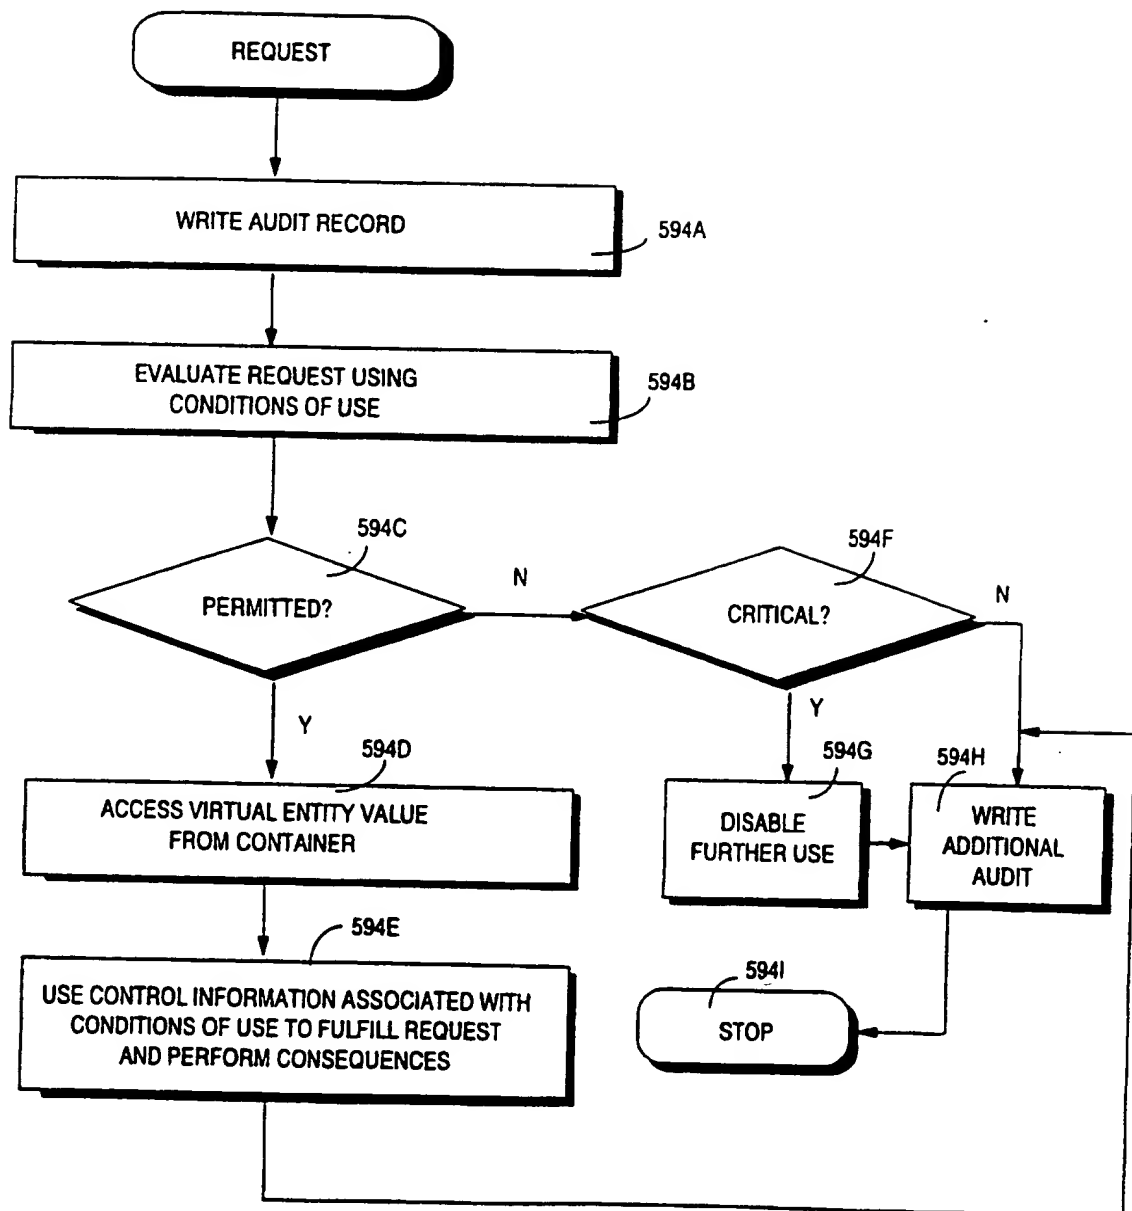 REQUEST
WRITE AUDIT RECORD
594A
EVALUATE REQUEST USING
CONDITIONS OF USE
594B
594C
PERMITTED?
N
Y
594F
CRITICAL?
N
Y
594D
ACCESS VIRTUAL ENTITY VALUE
FROM CONTAINER
594G
DISABLE
FURTHER USE
594H
WRITE
ADDITIONAL
AUDIT
594E
USE CONTROL INFORMATION ASSOCIATED WITH
CONDITIONS OF USE TO FULFILL REQUEST
AND PERFORM CONSEQUENCES
594I
STOP